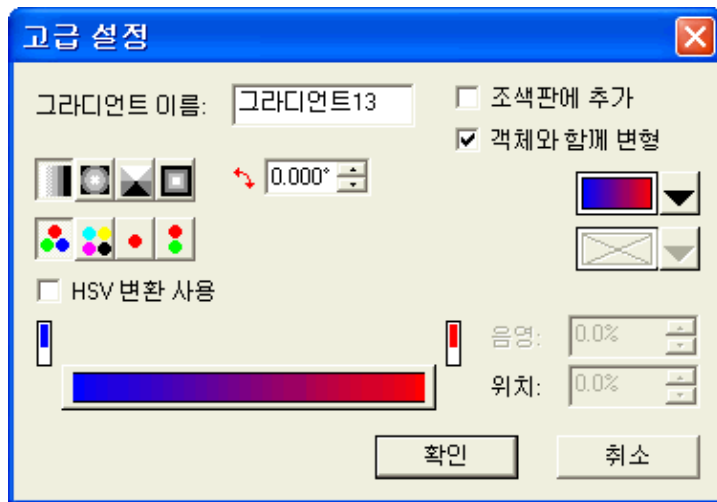 고급 설정
그라디언트 이름: 그라디언트13
조색판에 추가
객체와 함께 변형
0.000°
HSV 변환 사용
음영: 0.0%
위치: 0.0%
확인 취소